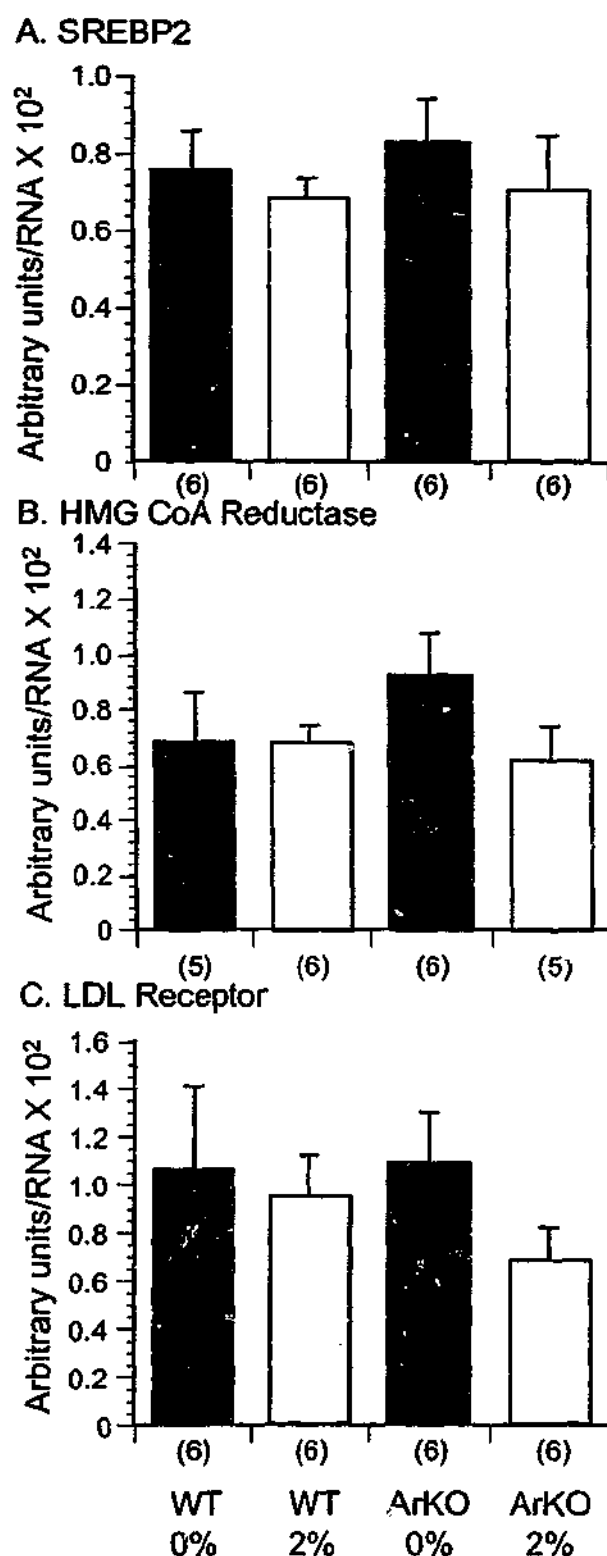 A. SREBP2
Arbitrary units/RNA X 10²
1.0
0.8
0.6
0.4
0.2
0
(6) (6) (6) (6)
B. HMG CoA Reductase
Arbitrary units/RNA X 10²
1.4
1.2
1.0
0.8
0.6
0.4
0.2
0
(5) (6) (6) (5)
C. LDL Receptor
Arbitrary units/RNA X 10²
1.6
1.4
1.2
1.0
0.8
0.6
0.4
0.2
0
(6) (6) (6) (6)
WT WT ArKO ArKO
0% 2% 0% 2%